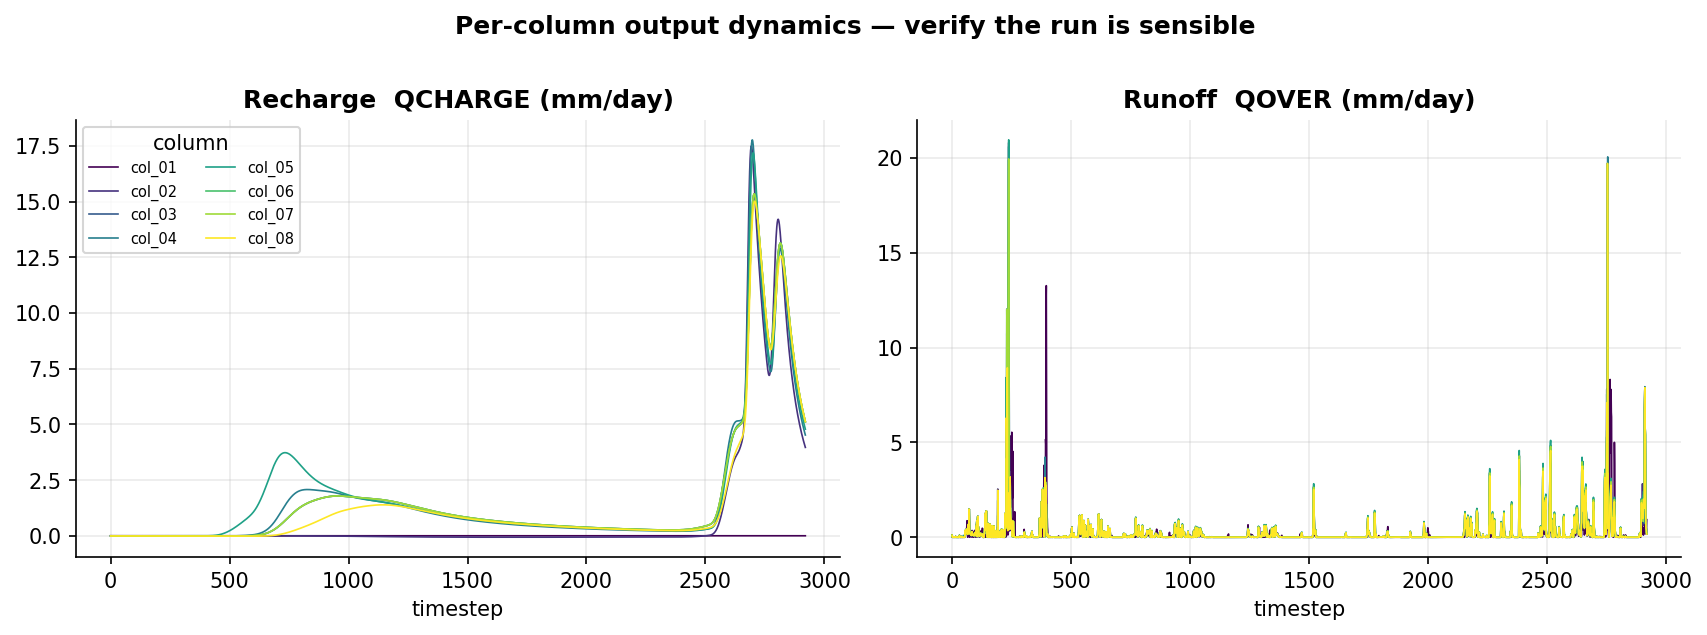 Per-column output dynamics — verify the run is sensible
Recharge  QCHARGE (mm/day)
column
col_01
col_02
col_03
col_04
col_05
col_06
col_07
col_08
17.5
15.0
12.5
10.0
7.5
5.0
2.5
0.0
0 500 1000 1500 2000 2500 3000
timestep
Runoff  QOVER (mm/day)
20
15
10
5
0
0 500 1000 1500 2000 2500 3000
timestep